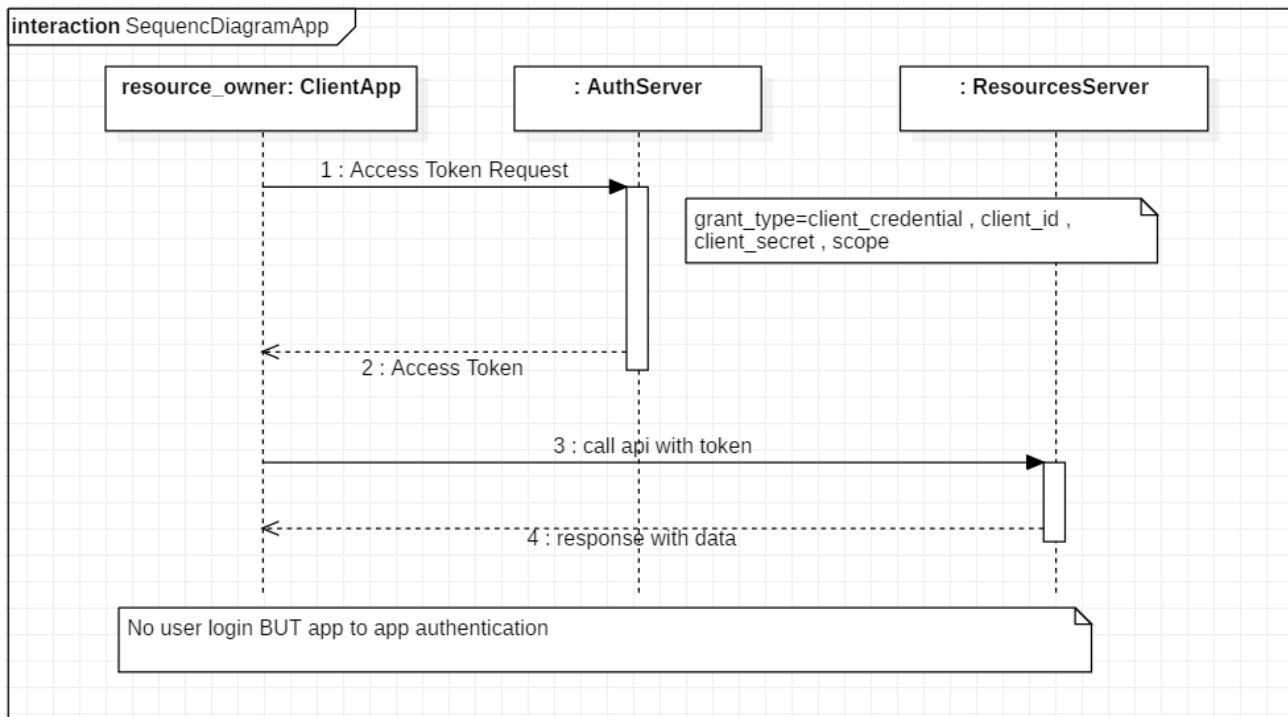 interaction SequencDiagramApp
resource_owner: ClientApp
: AuthServer
: ResourcesServer
1 : Access Token Request
grant_type=client_credential , client_id ,
client_secret , scope
2 : Access Token
3 : call api with token
4 : response with data
No user login BUT app to app authentication